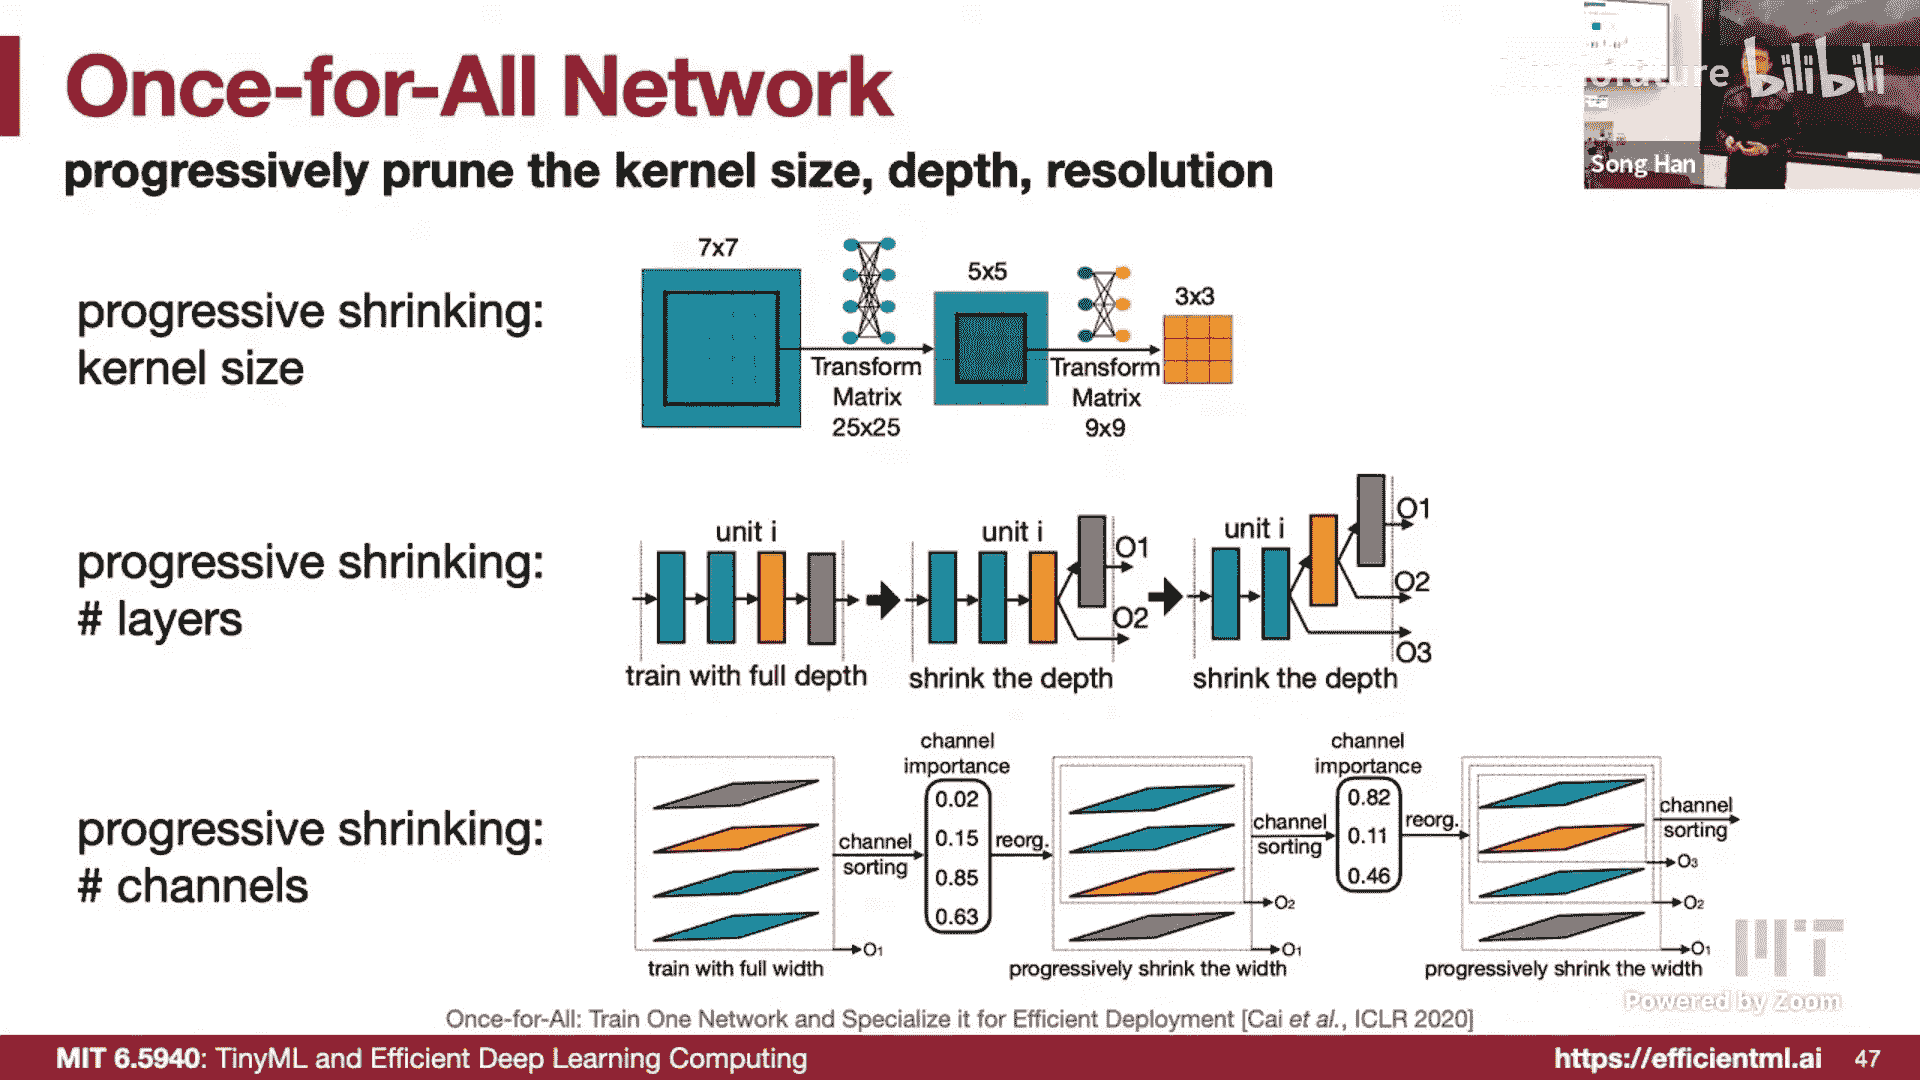 Once-for-All Network
progressively prune the kernel size, depth, resolution
bilibili
Song Han
progressive shrinking:
kernel size
7x7
5x5
3x3
Transform
Matrix
25x25
Transform
Matrix
9x9
progressive shrinking:
# layers
unit i
train with full depth
unit i
O1
O2
shrink the depth
unit i
O1
O2
O3
shrink the depth
progressive shrinking:
# channels
O1
train with full width
channel
sorting
channel
importance
0.02
0.15
0.85
0.63
reorg.
O2
O1
progressively shrink the width
channel
sorting
channel
importance
0.82
0.11
0.46
reorg.
channel
sorting
O3
O2
O1
progressively shrink the width
MIT
Powered by Zoom
Once-for-All: Train One Network and Specialize it for Efficient Deployment [Cai et al., ICLR 2020]
MIT 6.5940: TinyML and Efficient Deep Learning Computing
https://efficientml.ai
47